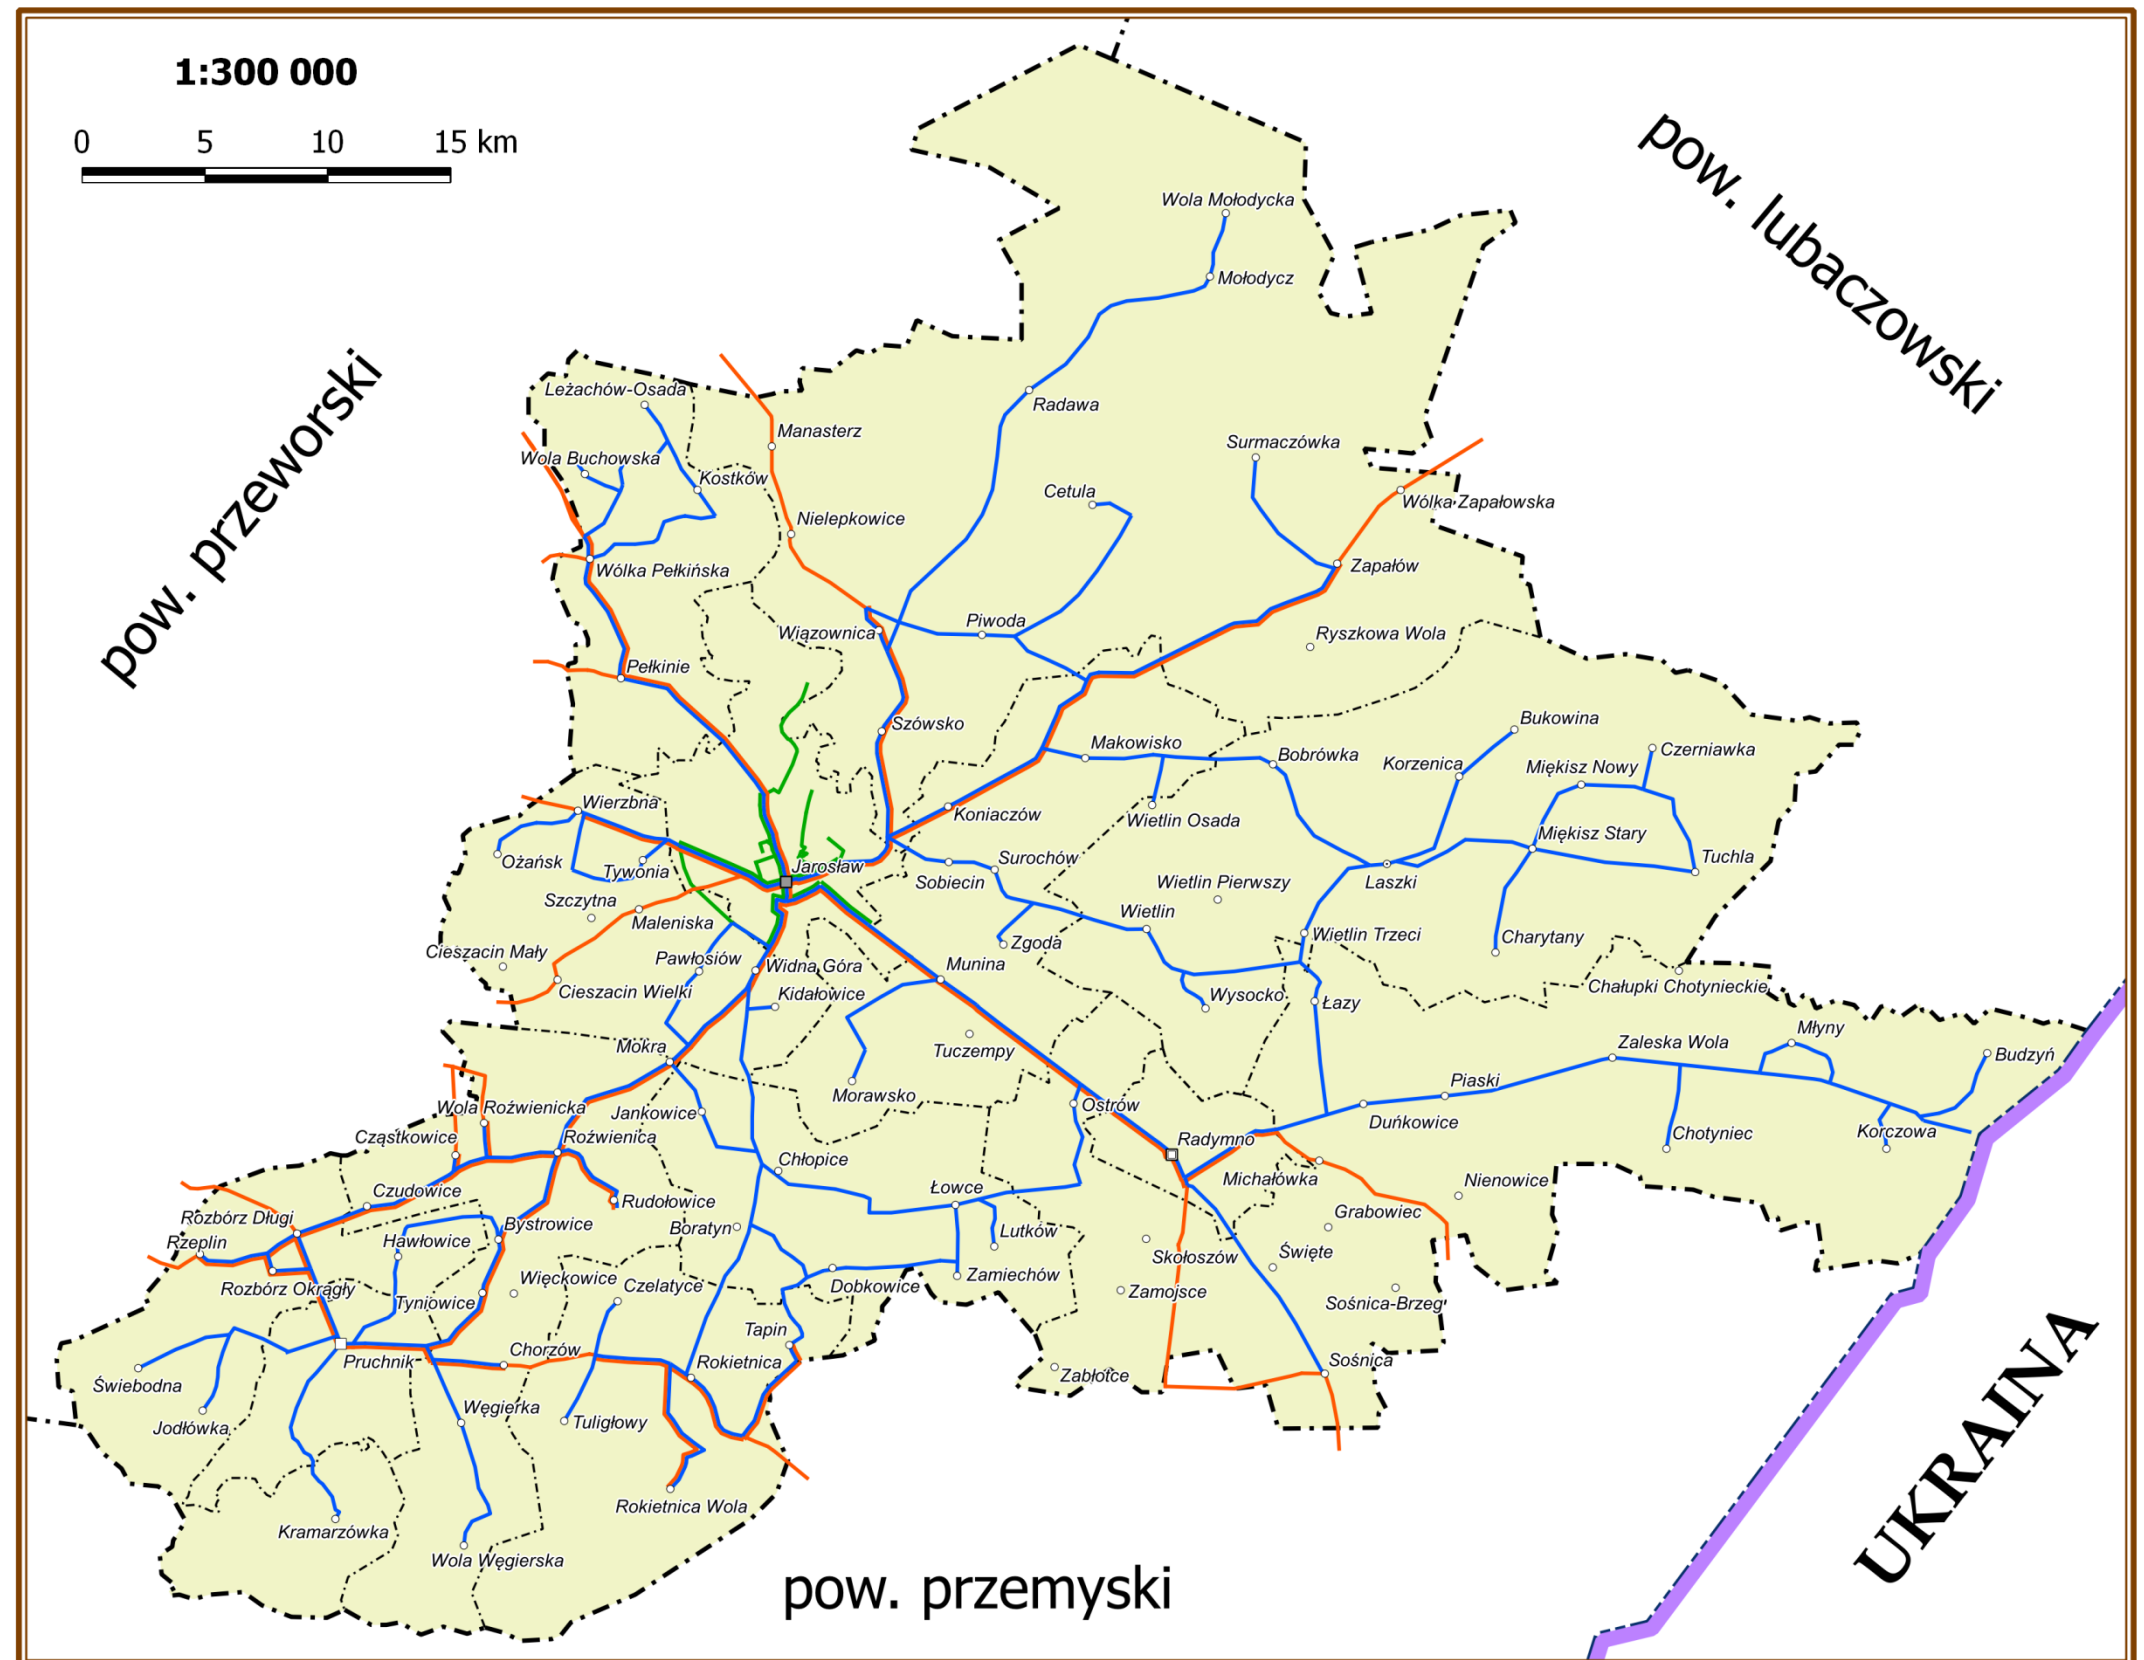 1:300 000
0 5 10 15 km
pow. lubaczowski
pow. przeworski
Wola Mołodycka
Mołodycz
Leżachów-Osada
Radawa
Manasterz
Surmaczówka
Wola Buchowska
Kostków
Cetula
Wólka Zapałowska
Nielepkowice
Wólka Pełkińska
Zapałów
Piwoda
Wiązownica
Ryszkowa Wola
Pełkinie
Szówsko
Bukowina
Makowisko
Bobrówka
Czerniawka
Korzenica
Miękisz Nowy
Wierzbna
Koniaczów
Wietlin Osada
Miękisz Stary
Ożańsk
Tywonia
Jarosław
Surochów
Tuchla
Sobiecin
Wietlin Pierwszy
Laszki
Szczytna
Maleniska
Wietlin
Wietlin Trzeci
Charytany
Zgoda
Cieszacin Mały
Pawłosiów
Widna Góra
Munina
Cieszacin Wielki
Kidałowice
Wysocko
Łazy
Chałupki Chotynieckie
Młyny
Zaleska Wola
Budzyń
Mokra
Tuczempy
Piaski
Morawsko
Wola Roźwienicka
Jankowice
Ostrów
Duńkowice
Cząstkowice
Roźwienica
Radymno
Chotyniec
Korczowa
Chłopice
Michałówka
Nienowice
Czudowice
Rudołowice
Łowce
Grabowiec
Rozbórz Długi
Bystrowice
Boratyn
Lutków
Rzeplin
Hawłowice
Skołoszów
Święte
Więckowice
Czelatyce
Zamiechów
Rozbórz Okrągły
Dobkowice
Zamojsce
Tyniowice
Sośnica-Brzeg
Tapin
Chorzów
Pruchnik
Rokietnica
Sośnica
Zabłotce
Świebodna
Węgierka
Jodłówka
Tuligłowy
Rokietnica Wola
Kramarzówka
Wola Węgierska
pow. przemyski
UKRAINA